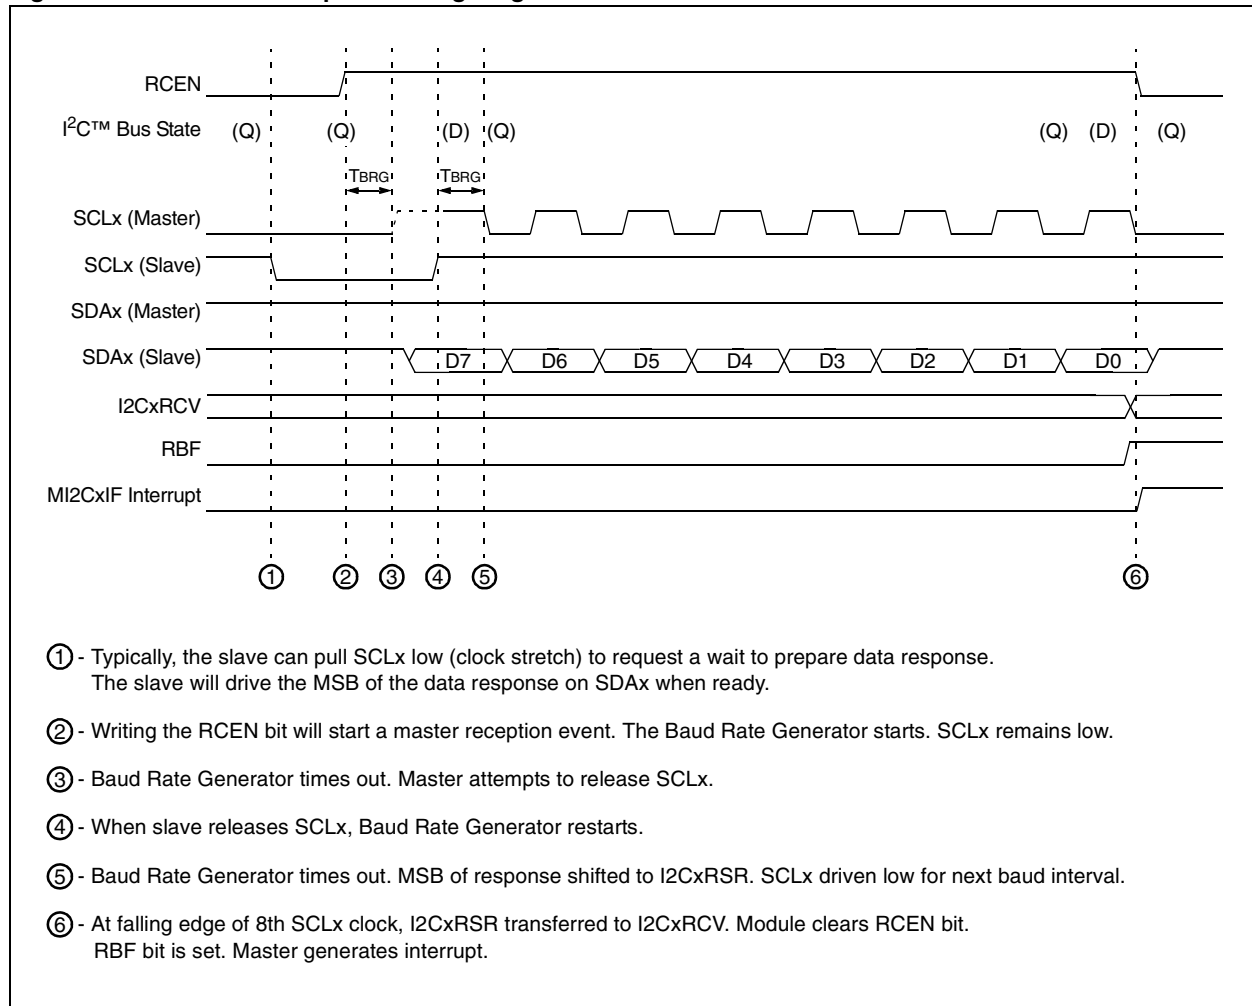 RCEN
I²C™ Bus State (Q) (Q) (D) (Q) (Q) (D) (Q)
TBRG TBRG
SCLx (Master)
SCLx (Slave)
SDAx (Master)
SDAx (Slave) D7 D6 D5 D4 D3 D2 D1 D0
I2CxRCV
RBF
MI2CxIF Interrupt
① ② ③ ④ ⑤ ⑥
① - Typically, the slave can pull SCLx low (clock stretch) to request a wait to prepare data response.
The slave will drive the MSB of the data response on SDAx when ready.
② - Writing the RCEN bit will start a master reception event. The Baud Rate Generator starts. SCLx remains low.
③ - Baud Rate Generator times out. Master attempts to release SCLx.
④ - When slave releases SCLx, Baud Rate Generator restarts.
⑤ - Baud Rate Generator times out. MSB of response shifted to I2CxRSR. SCLx driven low for next baud interval.
⑥ - At falling edge of 8th SCLx clock, I2CxRSR transferred to I2CxRCV. Module clears RCEN bit.
RBF bit is set. Master generates interrupt.